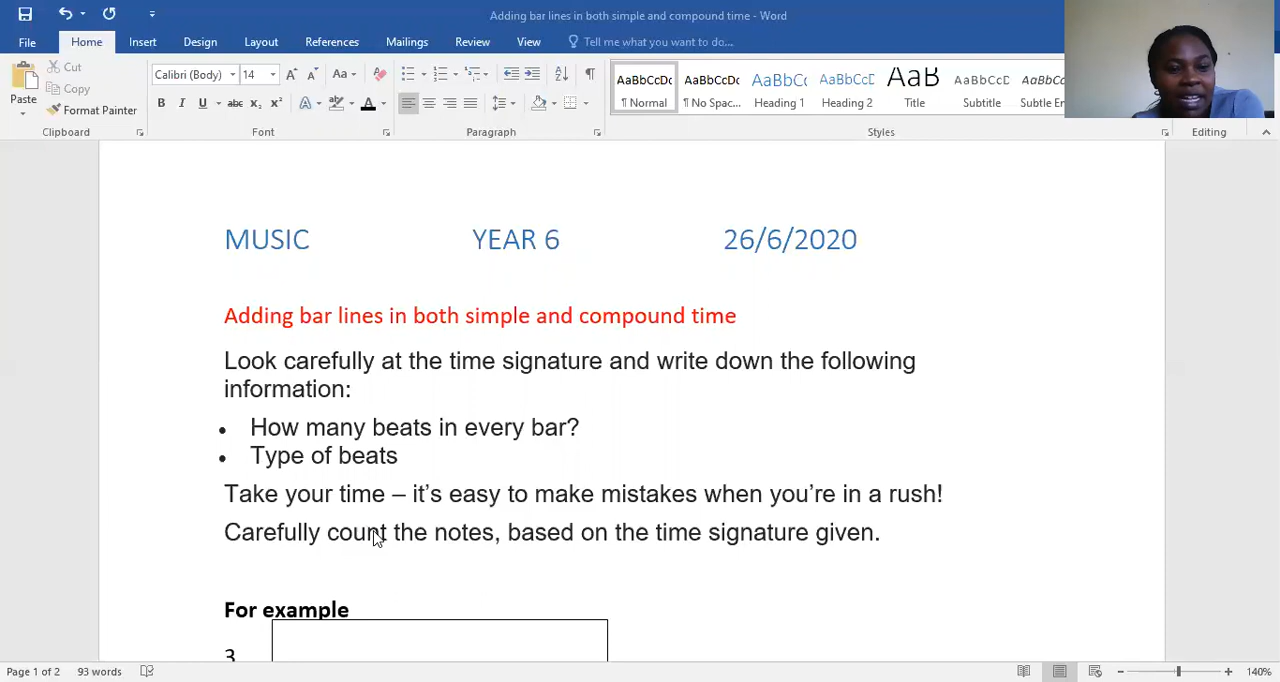 Adding bar lines in both simple and compound time - Word
File Home Insert Design Layout References Mailings Review View Tell me what you want to do...
Paste
Cut
Copy
Format Painter
Calibri (Body) 14
Clipboard Font Paragraph Styles Editing
AaBbCcDc AaBbCcDc AaBbC AaBbCcD AaB AaBbCcD AaBbCcD
¶ Normal ¶ No Spac... Heading 1 Heading 2 Title Subtitle Subtle Em
MUSIC YEAR 6 26/6/2020
Adding bar lines in both simple and compound time
Look carefully at the time signature and write down the following
information:
• How many beats in every bar?
• Type of beats
Take your time – it’s easy to make mistakes when you’re in a rush!
Carefully count the notes, based on the time signature given.
For example
3
Page 1 of 2 93 words 140%